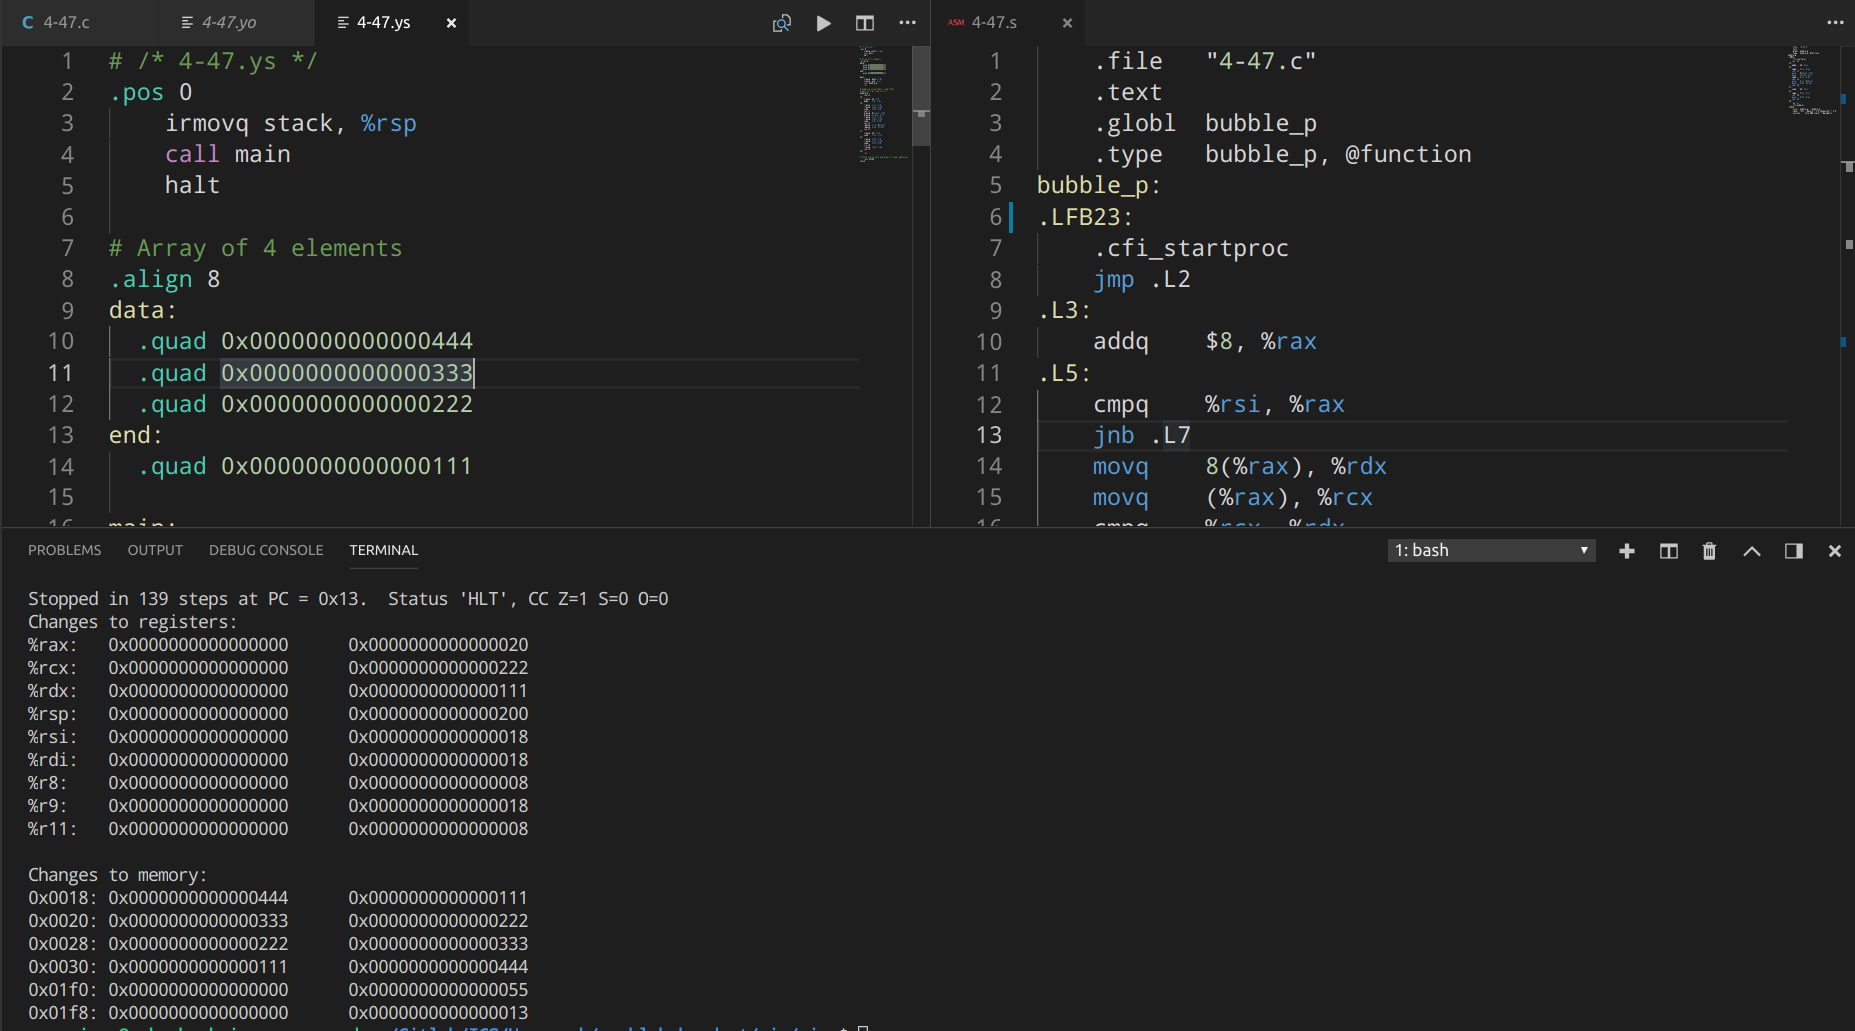 C 4-47.c
4-47.yo
4-47.ys
1 # /* 4-47.ys */
2 .pos 0
3 irmovq stack, %rsp
4 call main
5 halt
6
7 # Array of 4 elements
8 .align 8
9 data:
10 .quad 0x0000000000000444
11 .quad 0x0000000000000333
12 .quad 0x0000000000000222
13 end:
14 .quad 0x0000000000000111
15
16 main:
ASM 4-47.s
1 .file "4-47.c"
2 .text
3 .globl bubble_p
4 .type bubble_p, @function
5 bubble_p:
6 .LFB23:
7 .cfi_startproc
8 jmp .L2
9 .L3:
10 addq $8, %rax
11 .L5:
12 cmpq %rsi, %rax
13 jnb .L7
14 movq 8(%rax), %rdx
15 movq (%rax), %rcx
16 cmpq %rcx, %rdx
PROBLEMS OUTPUT DEBUG CONSOLE TERMINAL
1: bash
Stopped in 139 steps at PC = 0x13. Status 'HLT', CC Z=1 S=0 O=0
Changes to registers:
%rax: 0x0000000000000000 0x0000000000000020
%rcx: 0x0000000000000000 0x0000000000000222
%rdx: 0x0000000000000000 0x0000000000000111
%rsp: 0x0000000000000000 0x0000000000000200
%rsi: 0x0000000000000000 0x0000000000000018
%rdi: 0x0000000000000000 0x0000000000000018
%r8: 0x0000000000000000 0x0000000000000008
%r9: 0x0000000000000000 0x0000000000000018
%r11: 0x0000000000000000 0x0000000000000008
Changes to memory:
0x0018: 0x0000000000000444 0x0000000000000111
0x0020: 0x0000000000000333 0x0000000000000222
0x0028: 0x0000000000000222 0x0000000000000333
0x0030: 0x0000000000000111 0x0000000000000444
0x01f0: 0x0000000000000000 0x0000000000000055
0x01f8: 0x0000000000000000 0x0000000000000013